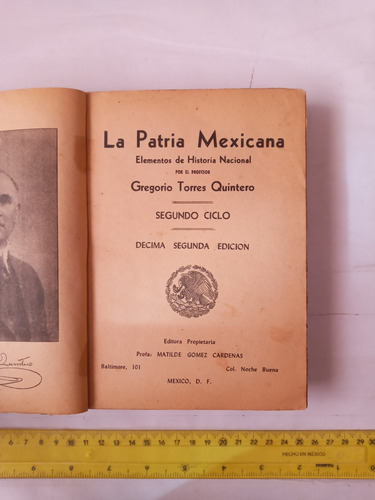 La Patria Mexicana
Elementos de Historia Nacional
POR EL PROFESOR
Gregorio Torres Quintero
SEGUNDO CICLO
DECIMA SEGUNDA EDICION
Editora Propietaria
Profa: MATILDE GOMEZ CARDENAS
Baltimore, 101 Col. Noche Buena
MEXICO, D. F.
Quintero
6 7 8 9 10 11 12 13 14 15 16 17 18 19 20 21 22 23 24 25 26 27 28 29 30
HECHO EN MEXICO